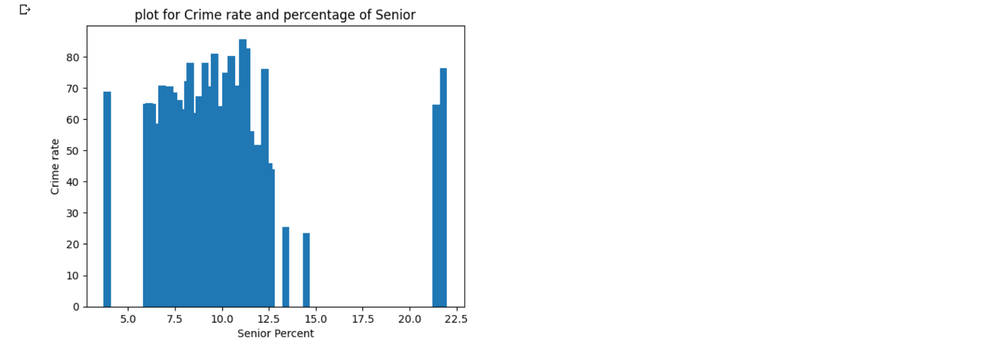 plot for Crime rate and percentage of Senior
80
70
60
50
40
30
20
10
0
Crime rate
5.0 7.5 10.0 12.5 15.0 17.5 20.0 22.5
Senior Percent